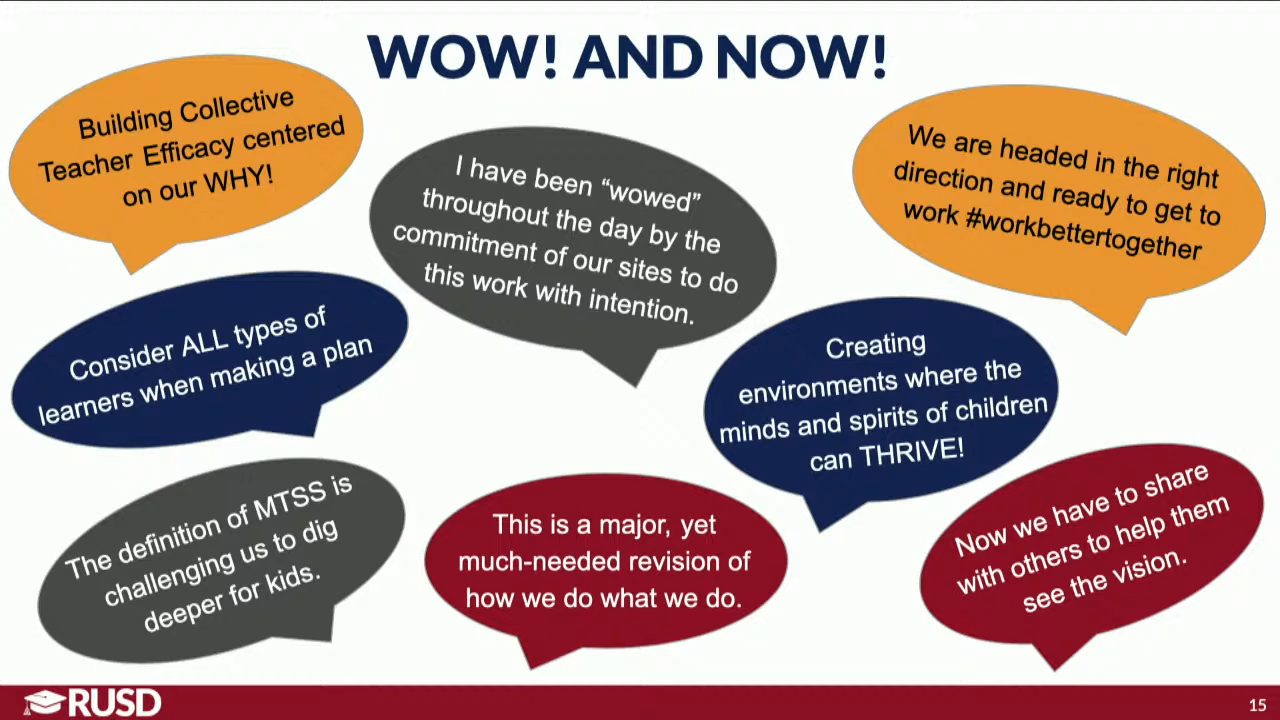 WOW! AND NOW!
Building Collective
Teacher Efficacy centered
on our WHY!
I have been “wowed”
throughout the day by the
commitment of our sites to do
this work with intention.
We are headed in the right
direction and ready to get to
work #workbettertogether
Consider ALL types of
learners when making a plan
Creating
environments where the
minds and spirits of children
can THRIVE!
The definition of MTSS is
challenging us to dig
deeper for kids.
This is a major, yet
much-needed revision of
how we do what we do.
Now we have to share
with others to help them
see the vision.
RUSD
15